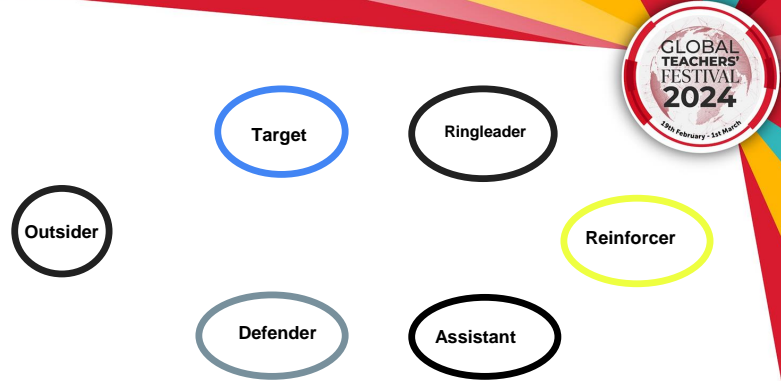 GLOBAL
TEACHERS'
FESTIVAL
2024
19th February - 1st March
Target
Ringleader
Outsider
Reinforcer
Defender
Assistant